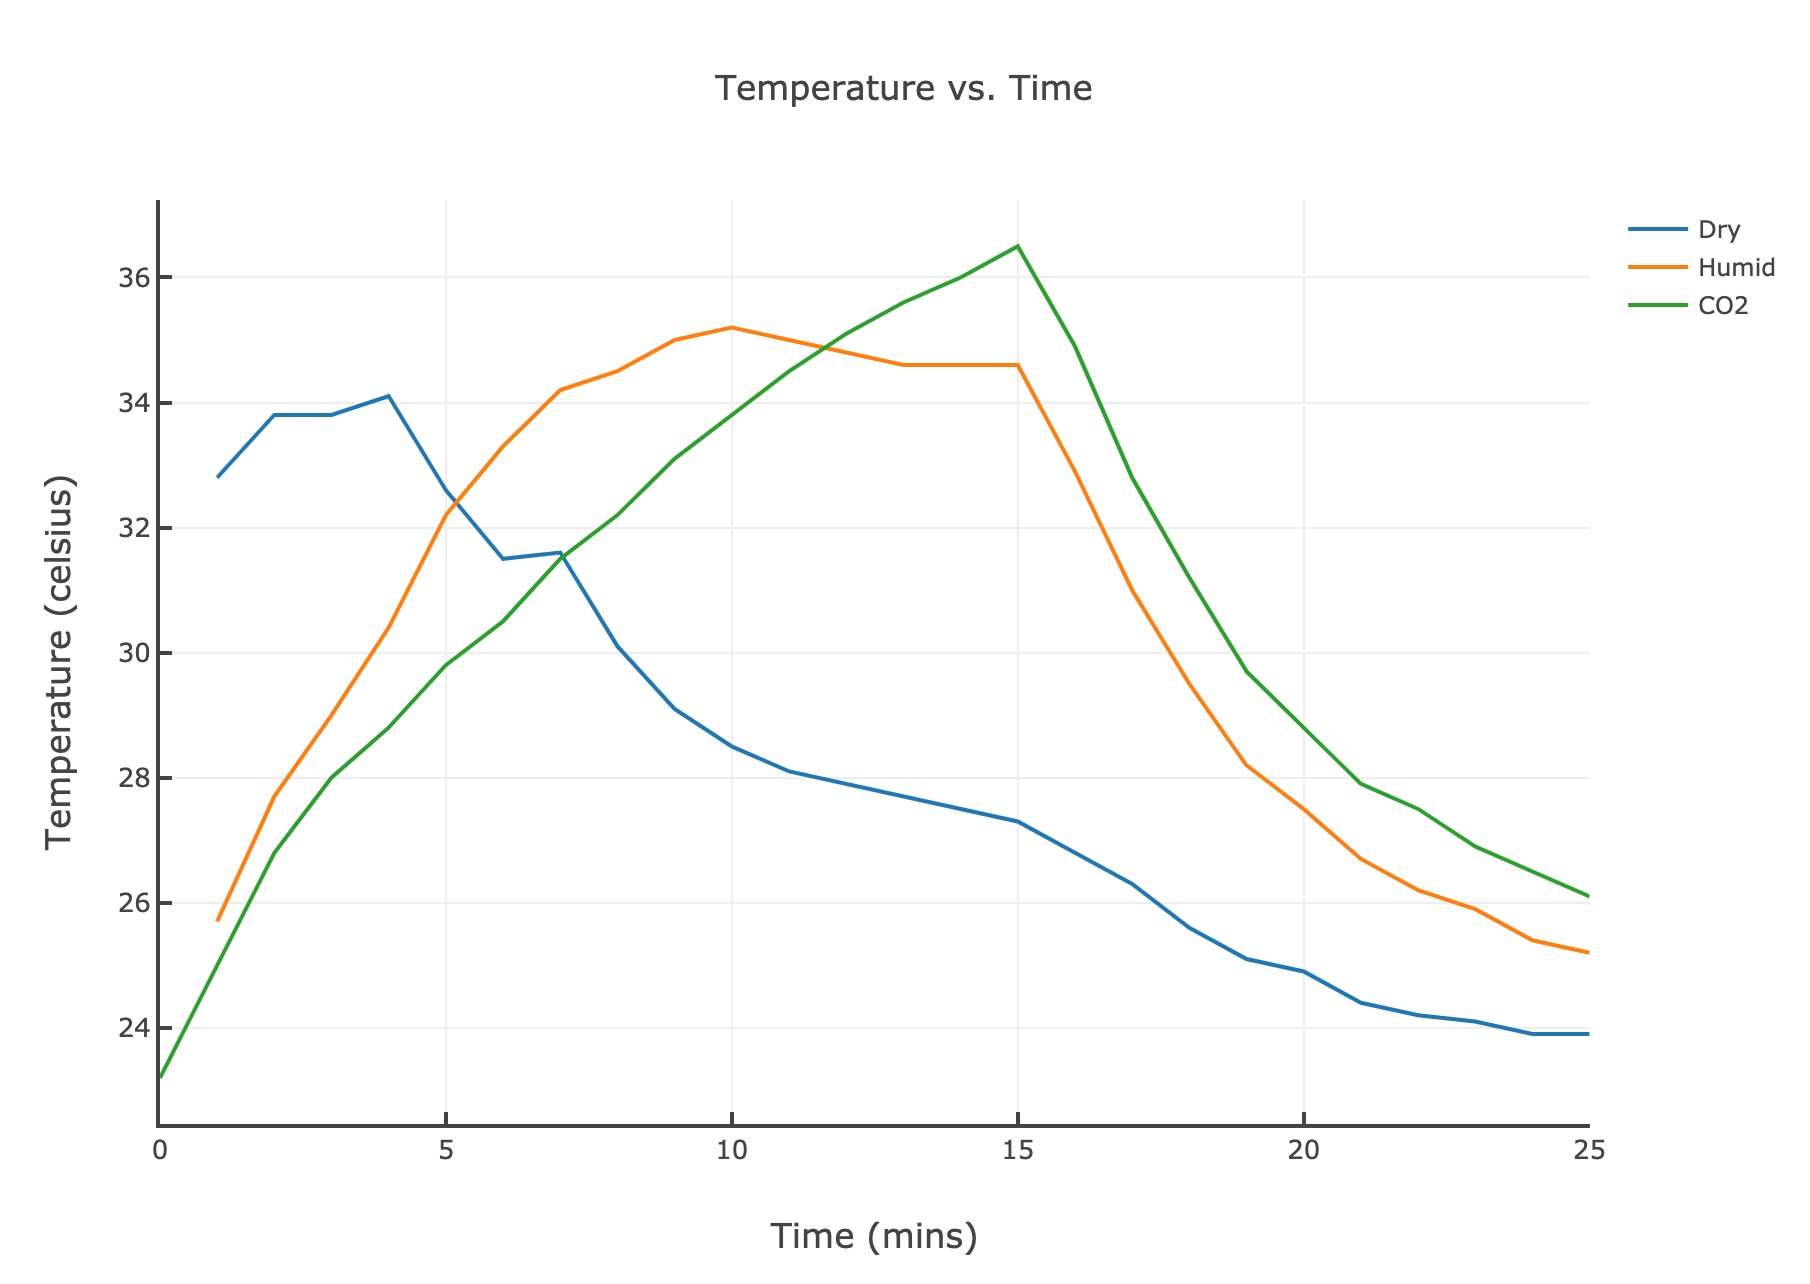 Temperature vs. Time
Dry
Humid
CO2
Temperature (celsius)
36
34
32
30
28
26
24
0 5 10 15 20 25
Time (mins)